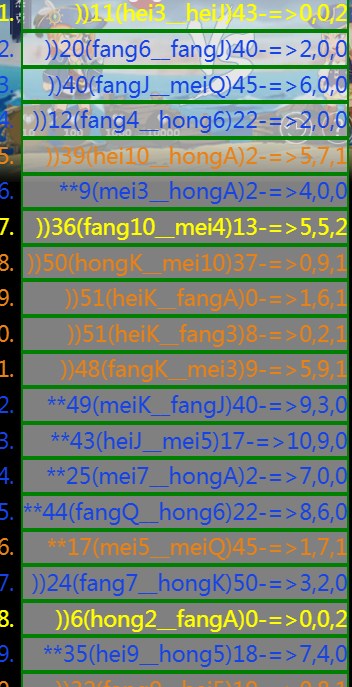 1. ))11(hei3__heiJ)43-=>0,0,2
2. ))20(fang6__fangJ)40-=>2,0,0
3. ))40(fangJ__meiQ)45-=>6,0,0
4. ))12(fang4__hong6)22-=>2,0,0
5. ))39(hei10__hongA)2-=>5,7,1
6. **9(mei3__hongA)2-=>4,0,0
7. ))36(fang10__mei4)13-=>5,5,2
8. ))50(hongK__mei10)37-=>0,9,1
9. ))51(heiK__fangA)0-=>1,6,1
0. ))51(heiK__fang3)8-=>0,2,1
1. ))48(fangK__mei3)9-=>5,9,1
2. **49(meiK__fangJ)40-=>9,3,0
3. **43(heiJ__mei5)17-=>10,9,0
4. **25(mei7__hongA)2-=>7,0,0
5. **44(fangQ__hong6)22-=>8,6,0
6. **17(mei5__meiQ)45-=>1,7,1
7. ))24(fang7__hongK)50-=>3,2,0
8. ))6(hong2__fangA)0-=>0,0,2
9. **35(hei9__hong5)18-=>7,4,0